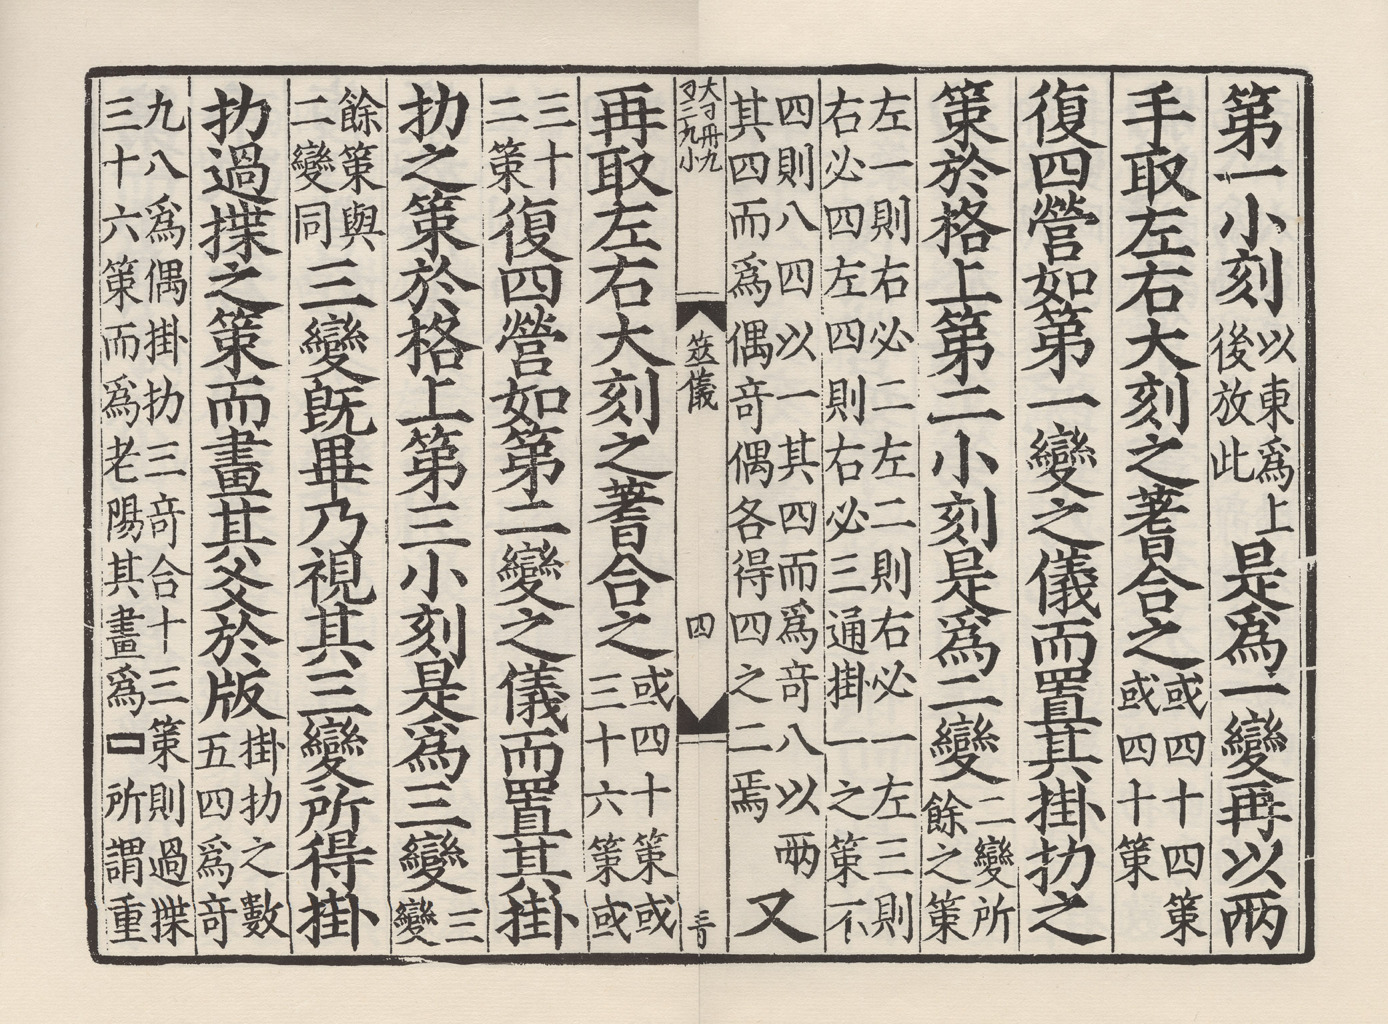 第一小刻
以東爲上
後放此
是爲一變再以兩
手取左右大刻之蓍合之
或四十四策
或四十策
復四營如第一變之儀而置其掛扐之
策於格上第二小刻是爲二變
二變所
餘之策
左一則右必二左二則右必一左三則
右必四左四則右必三通掛一之策不
四則八四以一其四而爲奇八以兩
其四而爲偶奇偶各得四之二焉
又
筮儀
四
再取左右大刻之蓍合之
或四十策或
三十六策或
三十
二策
復四營如第二變之儀而置其掛
扐之策於格上第三小刻是爲三變
三
變
餘策與
二變同
三變旣畢乃視其三變所得掛
扐過揲之策而畫其爻於版
掛扐之數
五四爲奇
九八爲偶掛扐三奇合十三策則過揲
三十六策而爲老陽其畫爲□所謂重